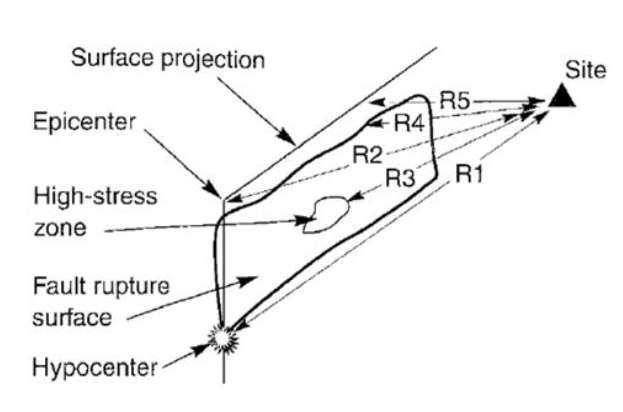 Surface projection
Site
Epicenter
R5
R4
R2
R3
R1
High-stress
zone
Fault rupture
surface
Hypocenter